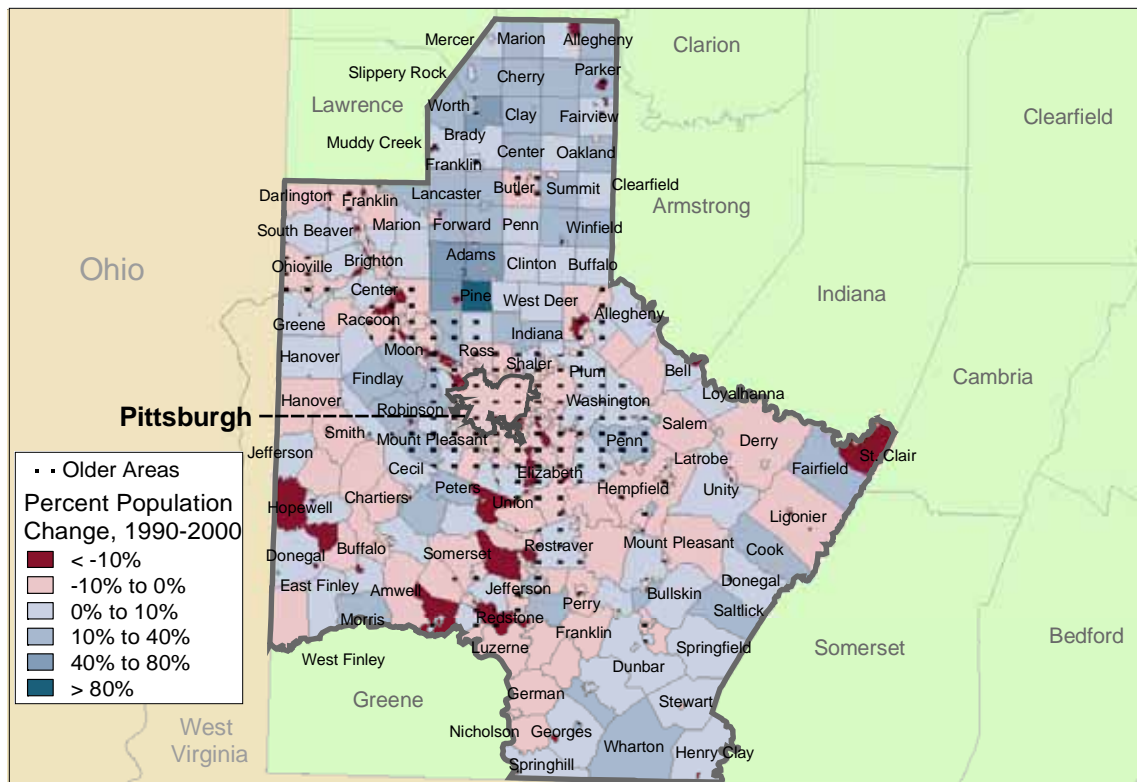 Mercer
Marion
Allegheny
Clarion
Slippery Rock
Cherry
Parker
Lawrence
Worth
Clay
Fairview
Clearfield
Muddy Creek
Brady
Center
Oakland
Franklin
Darlington
Franklin
Lancaster
Butler
Summit
Clearfield
Armstrong
South Beaver
Marion
Forward
Penn
Winfield
Ohio
Ohioville
Brighton
Adams
Clinton
Buffalo
Center
Pine
West Deer
Indiana
Greene
Raccoon
Indiana
Allegheny
Hanover
Moon
Ross
Shaler
Plum
Bell
Cambria
Findlay
Loyalhanna
Hanover
Robinson
Washington
Pittsburgh
Smith
Mount Pleasant
Penn
Salem
Derry
Jefferson
Cecil
Elizabeth
Latrobe
Fairfield
St. Clair
Older Areas
Percent Population
Change, 1990-2000
< -10%
-10% to 0%
0% to 10%
10% to 40%
40% to 80%
> 80%
Hopewell
Chartiers
Peters
Union
Hempfield
Unity
Ligonier
Donegal
Buffalo
Somerset
Rostraver
Mount Pleasant
Cook
East Finley
Amwell
Jefferson
Donegal
Morris
Redstone
Perry
Bullskin
Saltlick
West Finley
Luzerne
Franklin
Springfield
Somerset
Bedford
Greene
German
Dunbar
Stewart
West
Virginia
Nicholson
Georges
Wharton
Henry Clay
Springhill